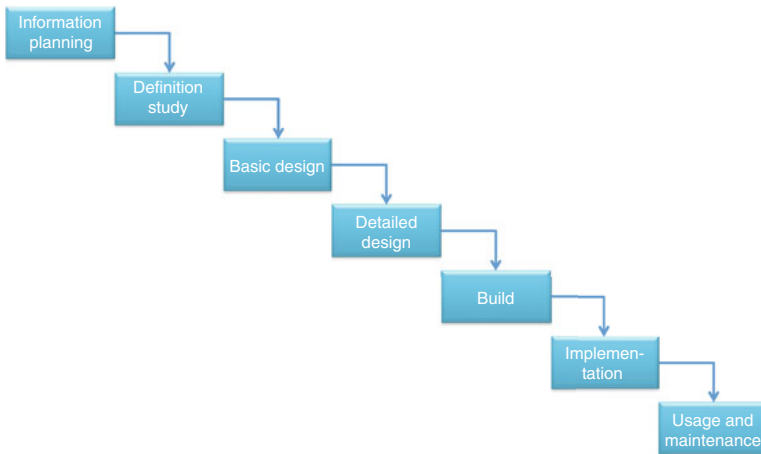 Information
planning
Definition
study
Basic design
Detailed
design
Build
Implemen-
tation
Usage and
maintenance